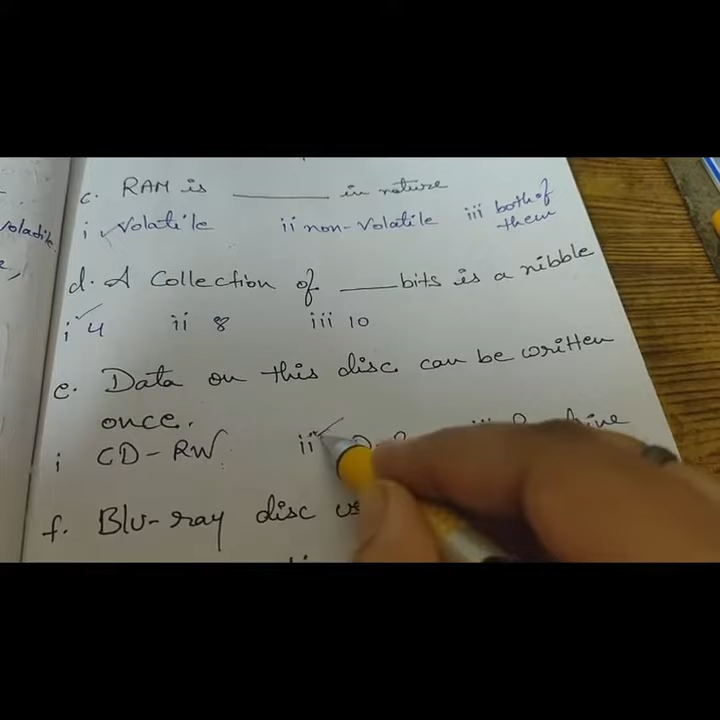 c. RAM is ______ in nature
i Volatile ii non-Volatile iii both of them
d. A Collection of ____ bits is a nibble
i 4 ii 8 iii 10
e. Data on this disc can be written
once.
i CD-RW ii
f. Blu-ray disc